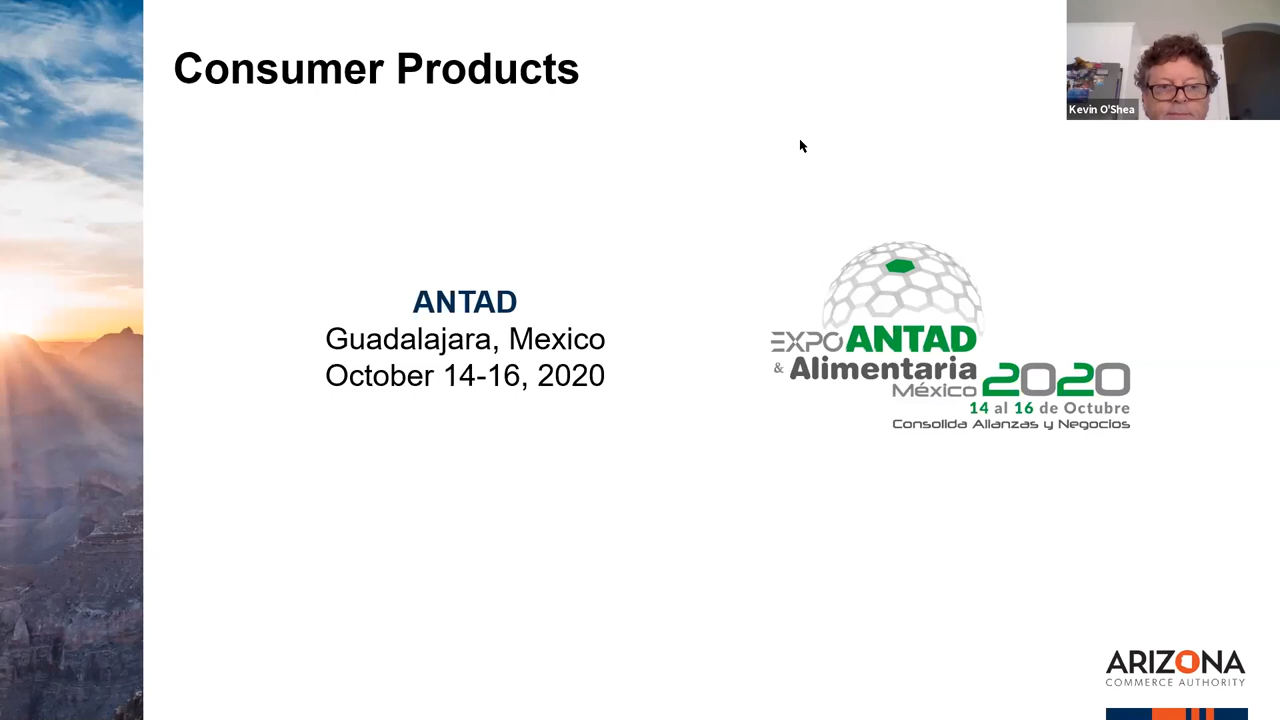 Consumer Products
Kevin O'Shea
ANTAD
Guadalajara, Mexico
October 14-16, 2020
EXPO ANTAD
& Alimentaria
México 2020
14 al 16 de Octubre
Consolida Alianzas y Negocios
ARIZONA
COMMERCE AUTHORITY